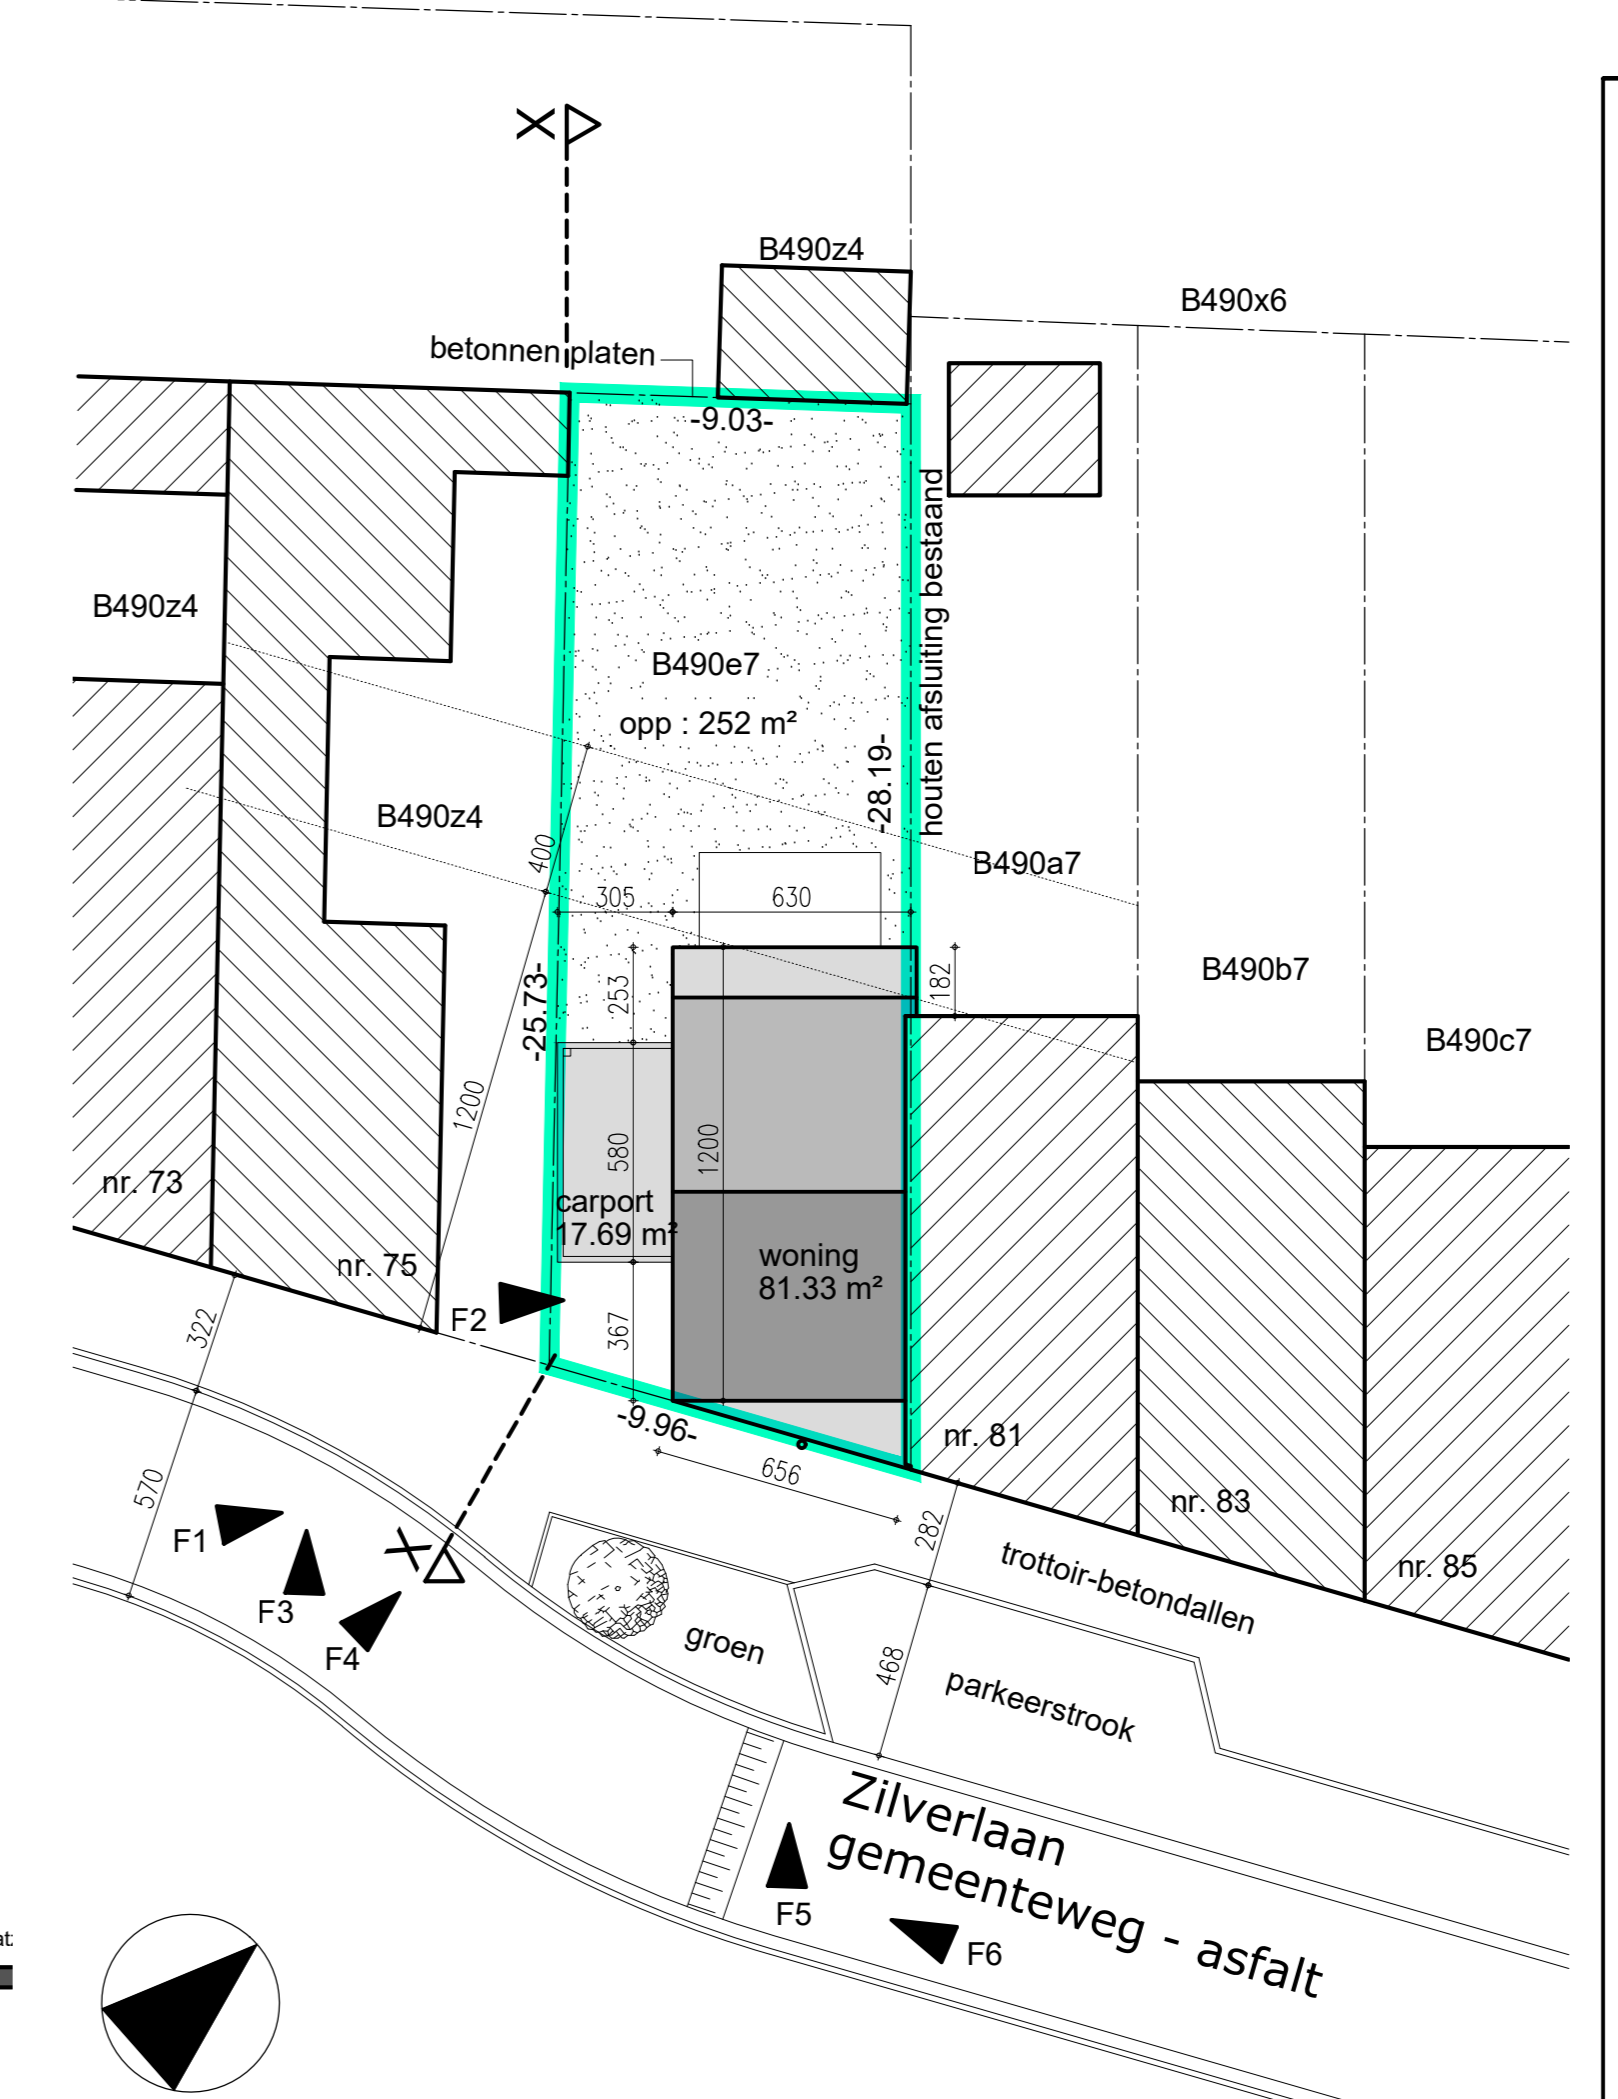 X
B490z4
B490x6
betonnen platen
-9.03-
houten afsluiting bestaand
B490z4
B490e7
opp : 252 m²
-28.19-
B490z4
400
B490a7
305
630
-25.73-
253
182
B490b7
B490c7
1200
580
1200
nr. 73
carport
17.69 m²
woning
81.33 m²
nr. 75
F2
322
367
-9.96-
nr. 81
656
570
282
nr. 83
F1
X
trottoir-betondallen
nr. 85
F3
F4
groen
468
parkeerstrook
Zilverlaan
gemeenteweg - asfalt
F5
F6